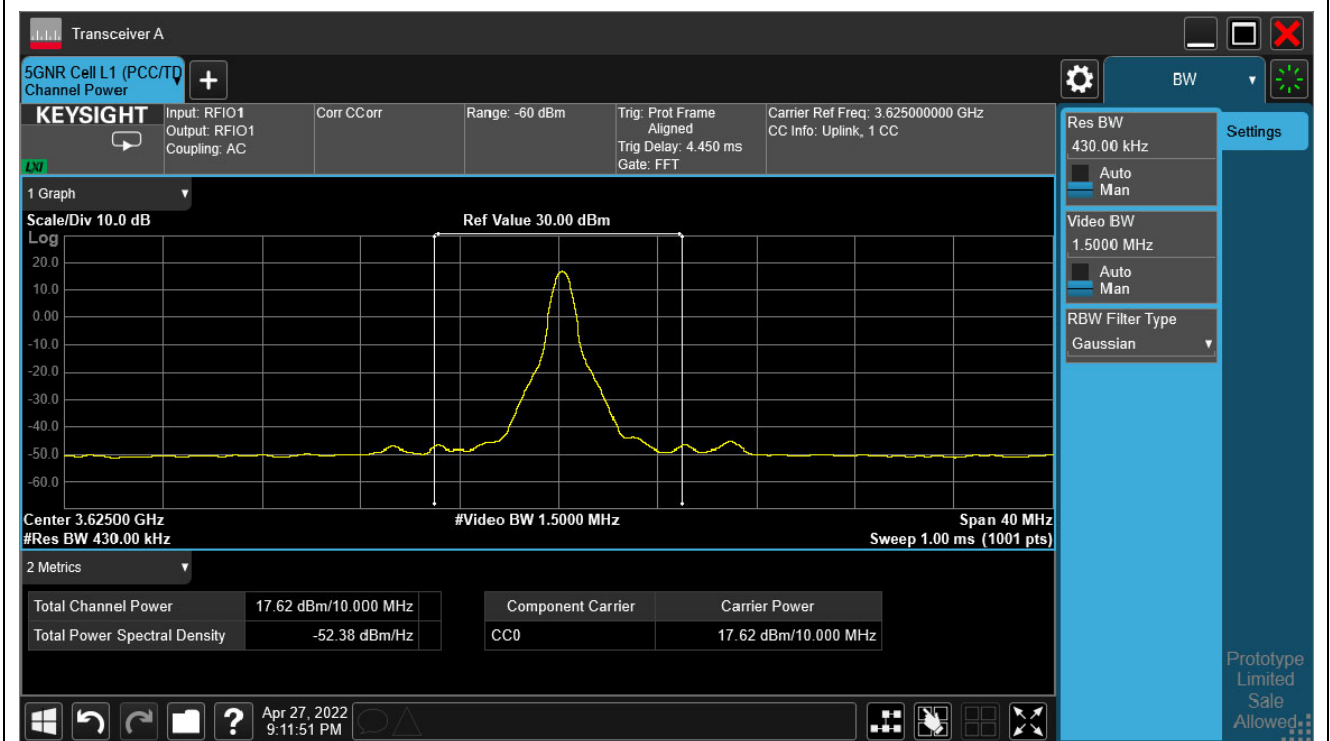 Transceiver A
5GNR Cell L1 (PCC/TD
Channel Power
BW
KEYSIGHT
LXI
Input: RFIO1
Output: RFIO1
Coupling: AC
Corr CCorr
Range: -60 dBm
Trig: Prot Frame
Aligned
Trig Delay: 4.450 ms
Gate: FFT
Carrier Ref Freq: 3.625000000 GHz
CC Info: Uplink, 1 CC
Res BW
430.00 kHz
Auto
Man
Settings
Video BW
1.5000 MHz
Auto
Man
RBW Filter Type
Gaussian
1 Graph
Scale/Div 10.0 dB
Ref Value 30.00 dBm
Log
20.0
10.0
0.00
-10.0
-20.0
-30.0
-40.0
-50.0
-60.0
Center 3.62500 GHz
#Video BW 1.5000 MHz
Span 40 MHz
#Res BW 430.00 kHz
Sweep 1.00 ms (1001 pts)
2 Metrics
Total Channel Power 17.62 dBm/10.000 MHz
Total Power Spectral Density -52.38 dBm/Hz
Component Carrier Carrier Power
CC0 17.62 dBm/10.000 MHz
Prototype
Limited
Sale
Allowed
?
Apr 27, 2022
9:11:51 PM